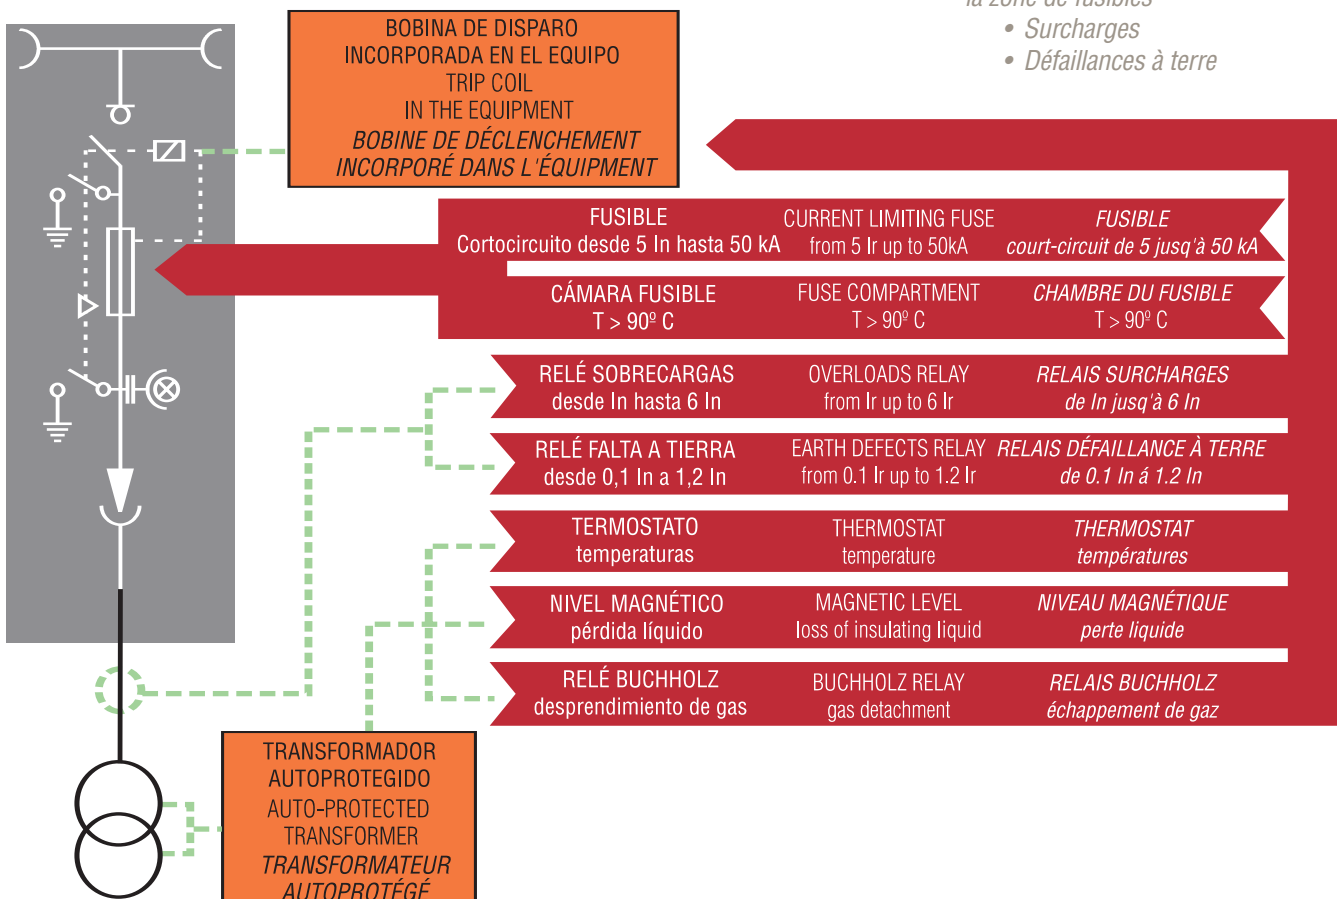 la zone de fusibles
• Surcharges
• Défaillances à terre
BOBINA DE DISPARO
INCORPORADA EN EL EQUIPO
TRIP COIL
IN THE EQUIPMENT
BOBINE DE DÉCLENCHEMENT
INCORPORÉ DANS L'ÉQUIPMENT
FUSIBLE
Cortocircuito desde 5 In hasta 50 kA
CURRENT LIMITING FUSE
from 5 Ir up to 50kA
FUSIBLE
court-circuit de 5 jusq'à 50 kA
CÁMARA FUSIBLE
T > 90º C
FUSE COMPARTMENT
T > 90º C
CHAMBRE DU FUSIBLE
T > 90º C
RELÉ SOBRECARGAS
desde In hasta 6 In
OVERLOADS RELAY
from Ir up to 6 Ir
RELAIS SURCHARGES
de In jusq'à 6 In
RELÉ FALTA A TIERRA
desde 0,1 In a 1,2 In
EARTH DEFECTS RELAY
from 0.1 Ir up to 1.2 Ir
RELAIS DÉFAILLANCE À TERRE
de 0.1 In á 1.2 In
TERMOSTATO
temperaturas
THERMOSTAT
temperature
THERMOSTAT
températures
NIVEL MAGNÉTICO
pérdida líquido
MAGNETIC LEVEL
loss of insulating liquid
NIVEAU MAGNÉTIQUE
perte liquide
RELÉ BUCHHOLZ
desprendimiento de gas
BUCHHOLZ RELAY
gas detachment
RELAIS BUCHHOLZ
échappement de gaz
TRANSFORMADOR
AUTOPROTEGIDO
AUTO-PROTECTED
TRANSFORMER
TRANSFORMATEUR
AUTOPROTÉGÉ